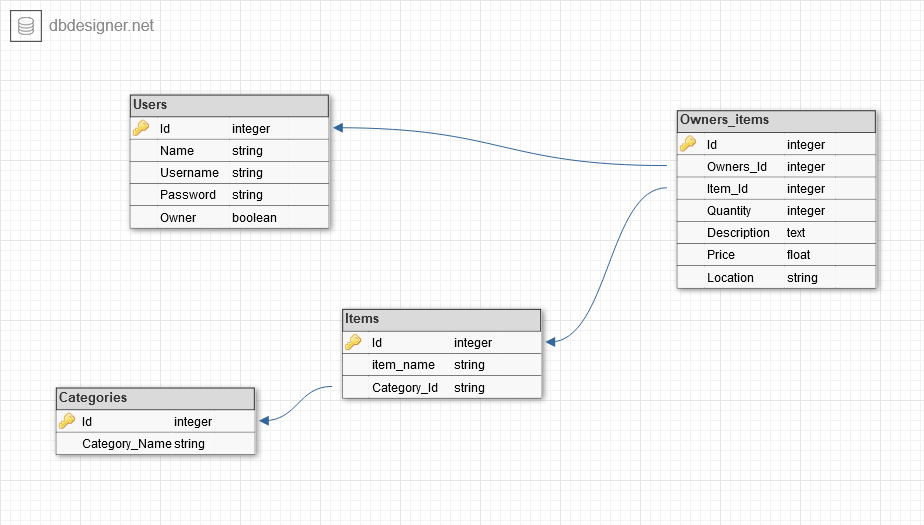 dbdesigner.net
Users
Id integer
Name string
Username string
Password string
Owner boolean
Owners_items
Id integer
Owners_Id integer
Item_Id integer
Quantity integer
Description text
Price float
Location string
Items
Id integer
item_name string
Category_Id string
Categories
Id integer
Category_Name string